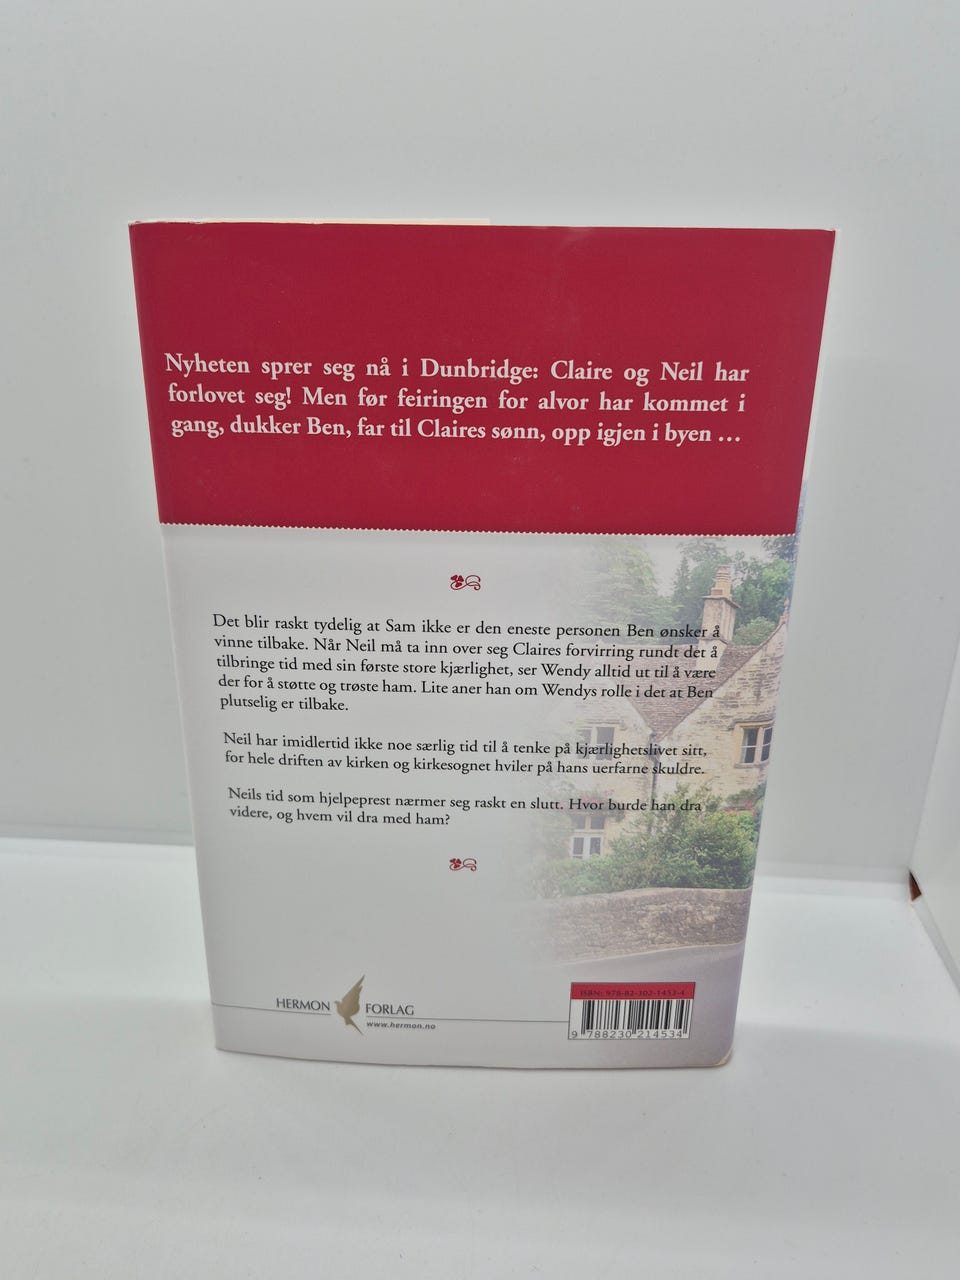 Nyheten sprer seg nå i Dunbridge: Claire og Neil har
forlovet seg! Men før feiringen for alvor har kommet i
gang, dukker Ben, far til Claires sønn, opp igjen i byen ...
Det blir raskt tydelig at Sam ikke er den eneste personen Ben ønsker å
vinne tilbake. Når Neil må ta inn over seg Claires forvirring rundt det å
tilbringe tid med sin første store kjærlighet, ser Wendy alltid ut til å være
der for å støtte og trøste ham. Lite aner han om Wendys rolle i det at Ben
plutselig er tilbake.
Neil har imidlertid ikke noe særlig tid til å tenke på kjærlighetslivet sitt,
for hele driften av kirken og kirkesognet hviler på hans uerfarne skuldre.
Neils tid som hjelpeprest nærmer seg raskt en slutt. Hvor burde han dra
videre, og hvem vil dra med ham?
HERMON FORLAG
www.hermon.no
ISBN: 978-82-302-1453-4
9 788230 214534